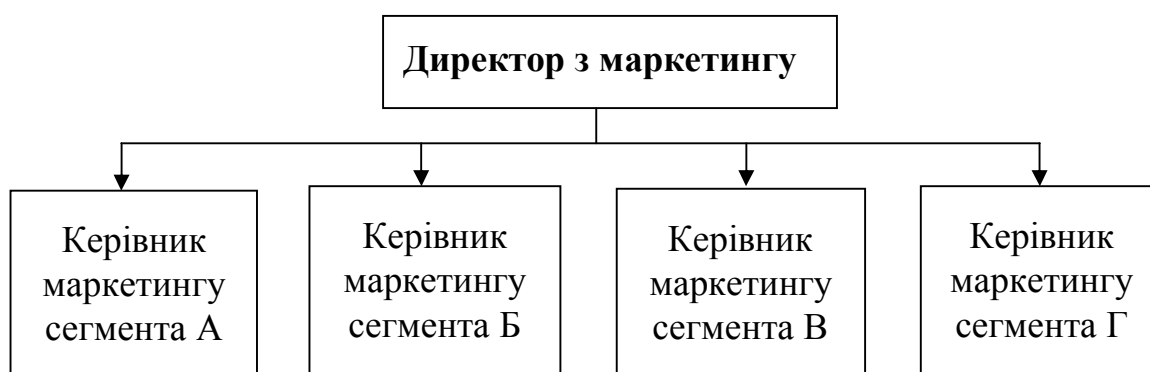 Директор з маркетингу
Керівник
маркетингу
сегмента А
Керівник
маркетингу
сегмента Б
Керівник
маркетингу
сегмента В
Керівник
маркетингу
сегмента Г